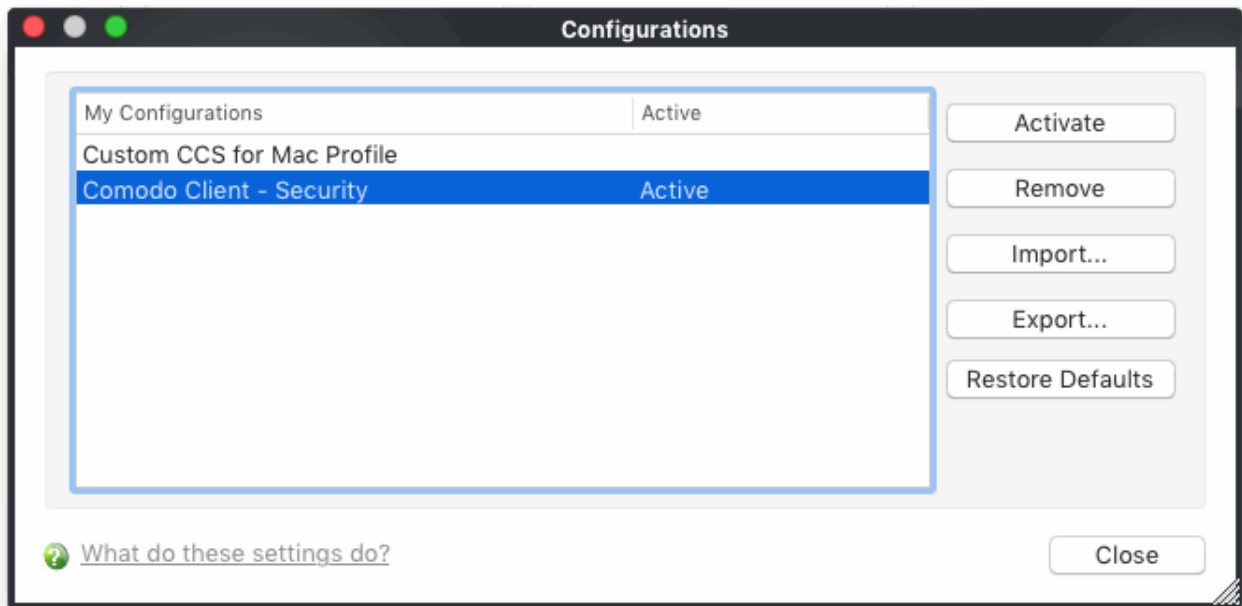 Configurations
My Configurations Active
Custom CCS for Mac Profile
Comodo Client - Security Active
Activate
Remove
Import...
Export...
Restore Defaults
What do these settings do?
Close